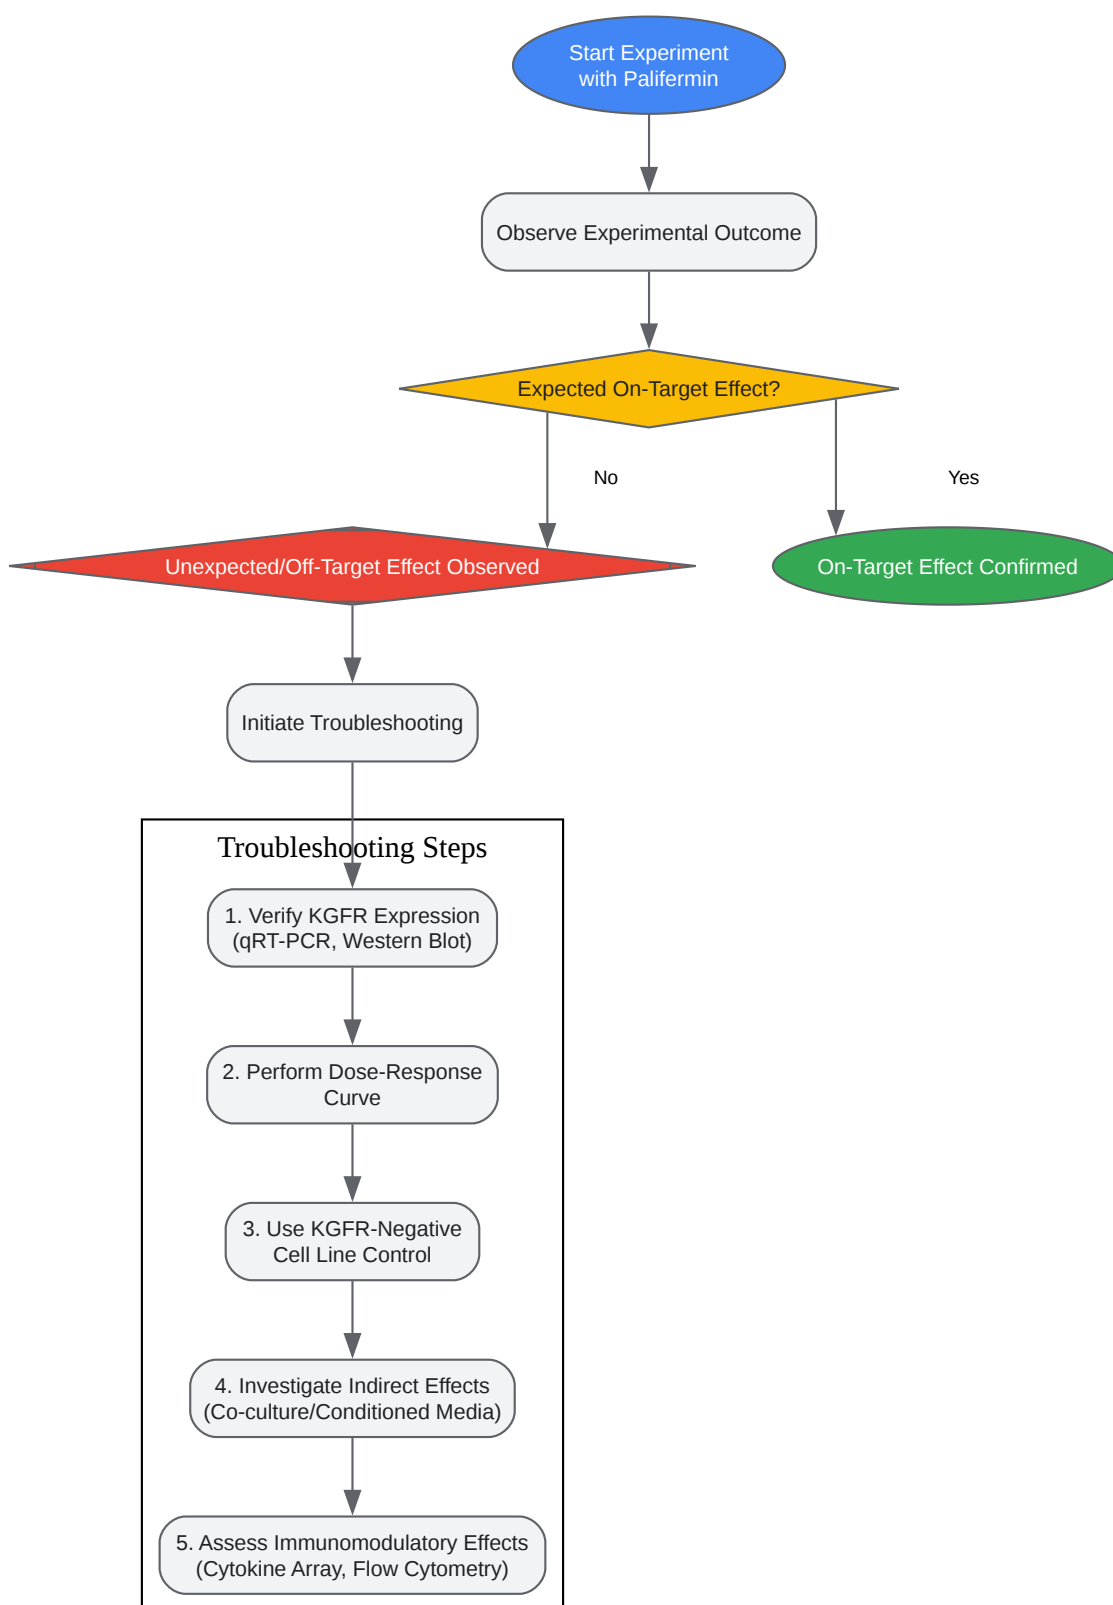 Start Experiment
with Palifermin
Observe Experimental Outcome
Expected On-Target Effect?
No
Yes
Unexpected/Off-Target Effect Observed
On-Target Effect Confirmed
Initiate Troubleshooting
Troubleshooting Steps
1. Verify KGFR Expression
(qRT-PCR, Western Blot)
2. Perform Dose-Response
Curve
3. Use KGFR-Negative
Cell Line Control
4. Investigate Indirect Effects
(Co-culture/Conditioned Media)
5. Assess Immunomodulatory Effects
(Cytokine Array, Flow Cytometry)